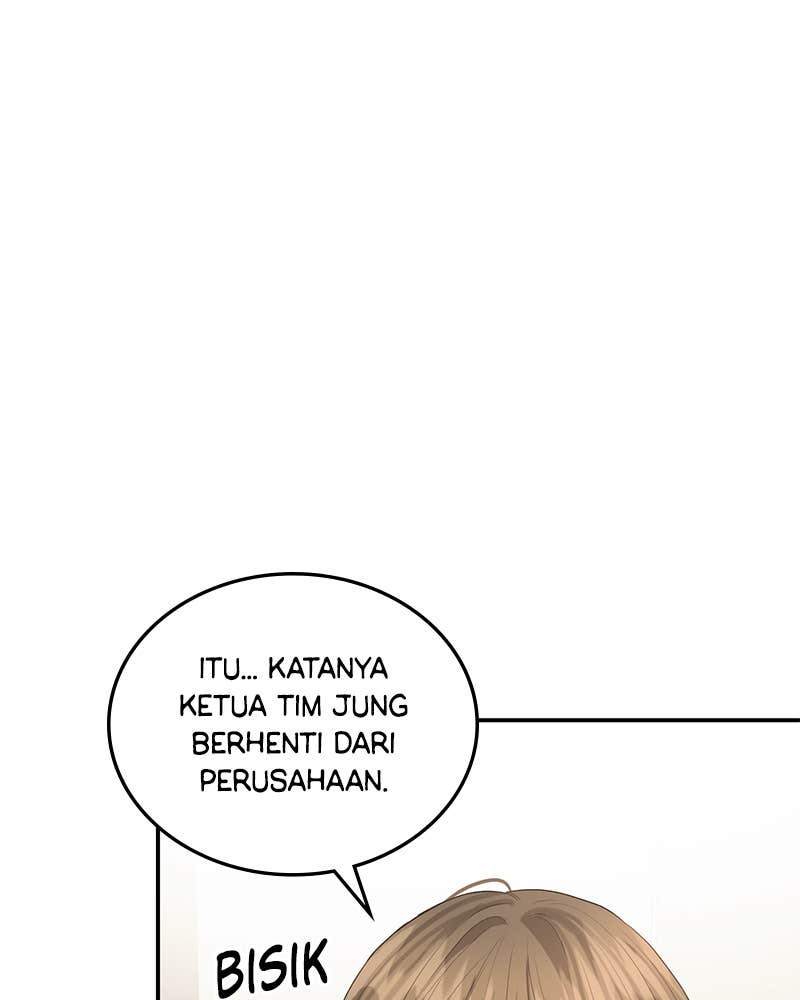 ITU... KATANYA
KETUA TIM JUNG
BERHENTI DARI
PERUSAHAAN.
BISIK